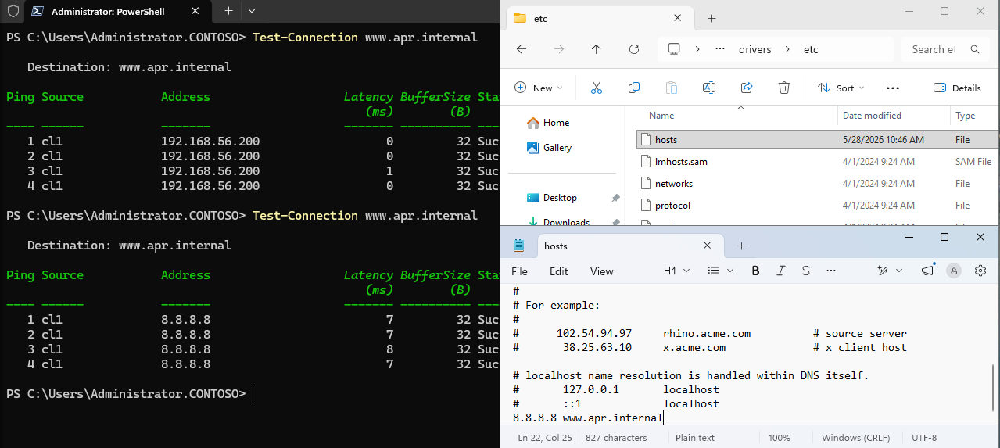 Administrator: PowerShell
PS C:\Users\Administrator.CONTOSO> Test-Connection www.apr.internal
Destination: www.apr.internal
Ping Source Address Latency BufferSize Sta
(ms) (B)
---- ------ ------- ------- ---------- ---
1 cl1 192.168.56.200 0 32 Suc
2 cl1 192.168.56.200 0 32 Suc
3 cl1 192.168.56.200 1 32 Suc
4 cl1 192.168.56.200 0 32 Suc
PS C:\Users\Administrator.CONTOSO> Test-Connection www.apr.internal
Destination: www.apr.internal
Ping Source Address Latency BufferSize Sta
(ms) (B)
---- ------ ------- ------- ---------- ---
1 cl1 8.8.8.8 7 32 Suc
2 cl1 8.8.8.8 7 32 Suc
3 cl1 8.8.8.8 8 32 Suc
4 cl1 8.8.8.8 7 32 Suc
PS C:\Users\Administrator.CONTOSO>
etc
drivers > etc
Search et
New Sort Details
Home
Gallery
Desktop
Downloads
Name Date modified Type
hosts 5/28/2026 10:46 AM File
lmhosts.sam 4/1/2024 9:24 AM SAM File
networks 4/1/2024 9:24 AM File
protocol 4/1/2024 9:24 AM File
hosts
File Edit View H1 B I S
#
# For example:
#
# 102.54.94.97 rhino.acme.com # source server
# 38.25.63.10 x.acme.com # x client host
# localhost name resolution is handled within DNS itself.
# 127.0.0.1 localhost
# ::1 localhost
8.8.8.8 www.apr.internal
Ln 22, Col 25 827 characters Plain text 100% Windows (CRLF) UTF-8